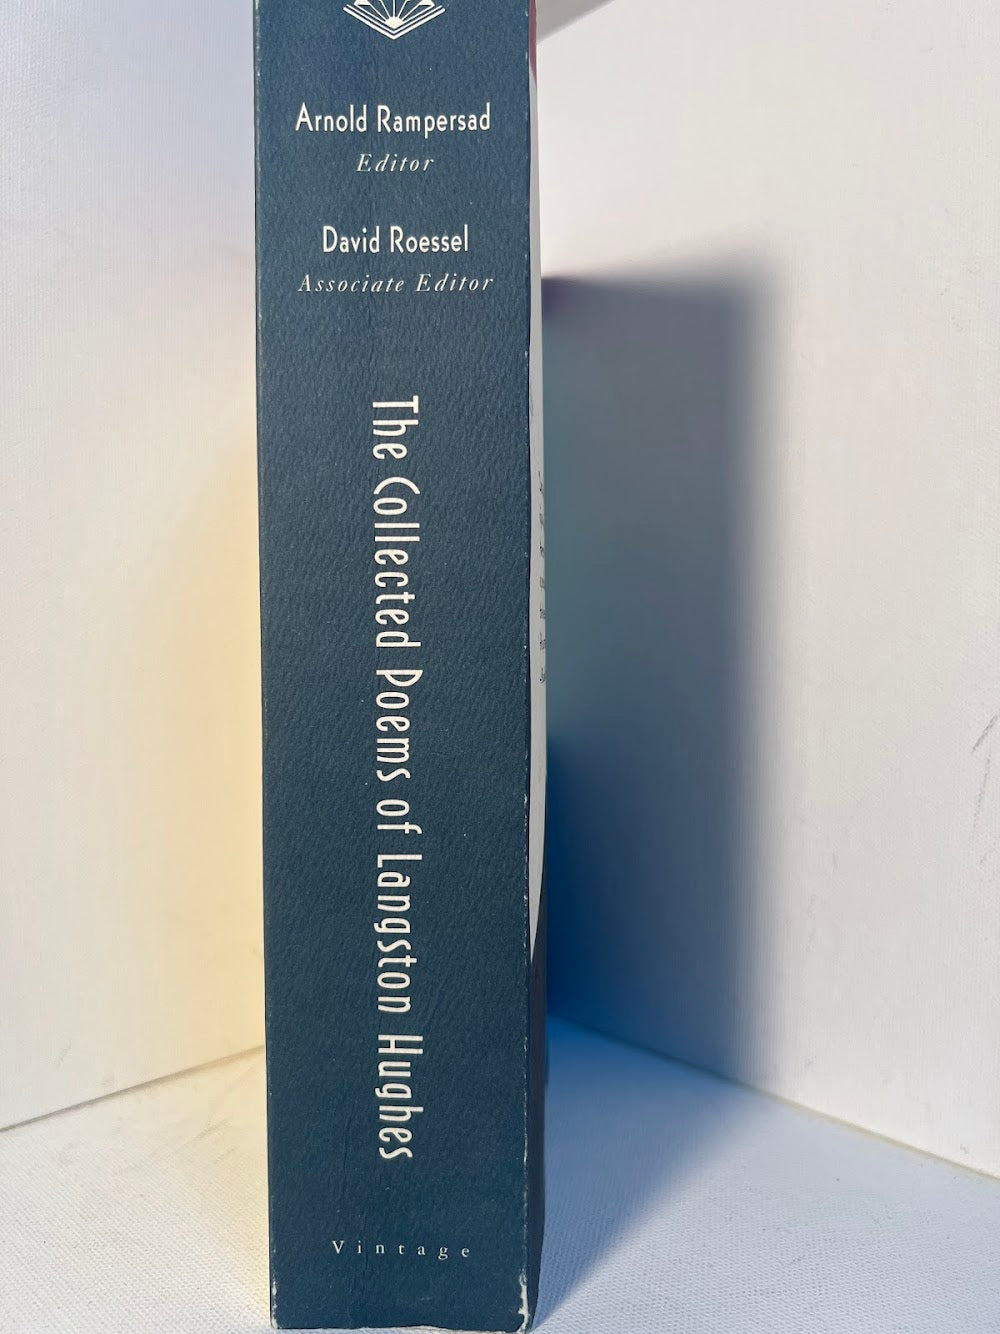 Arnold Rampersad
Editor
David Roessel
Associate Editor
The Collected Poems of Langston Hughes
Vintage